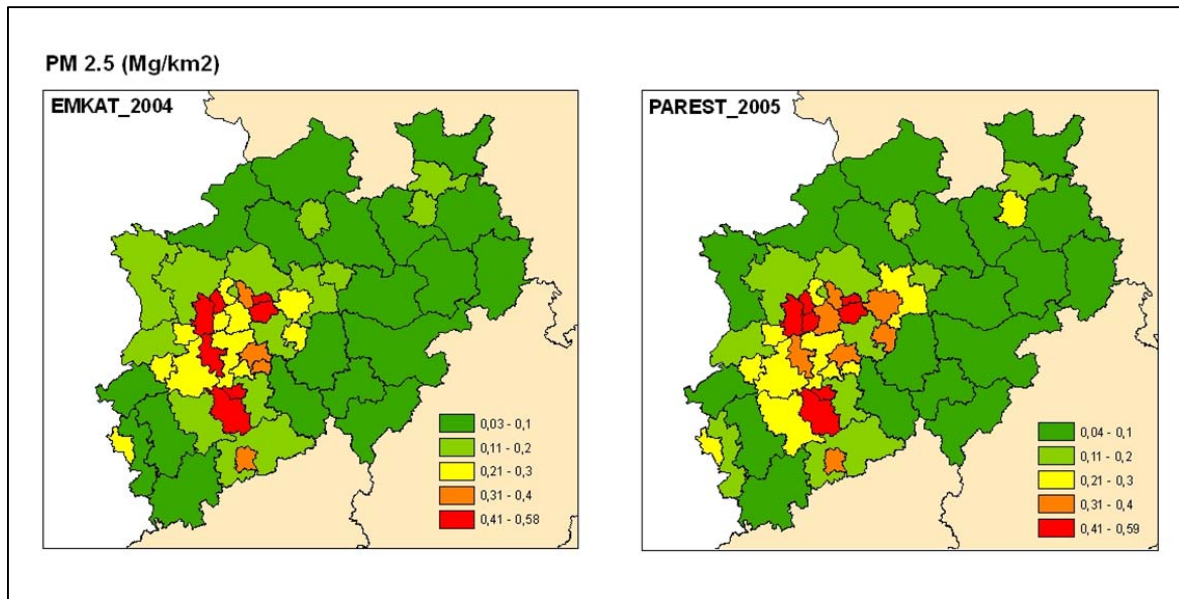 PM 2.5 (Mg/km2)
EMKAT_2004
0,03 - 0,1
0,11 - 0,2
0,21 - 0,3
0,31 - 0,4
0,41 - 0,58
PAREST_2005
0,04 - 0,1
0,11 - 0,2
0,21 - 0,3
0,31 - 0,4
0,41 - 0,59